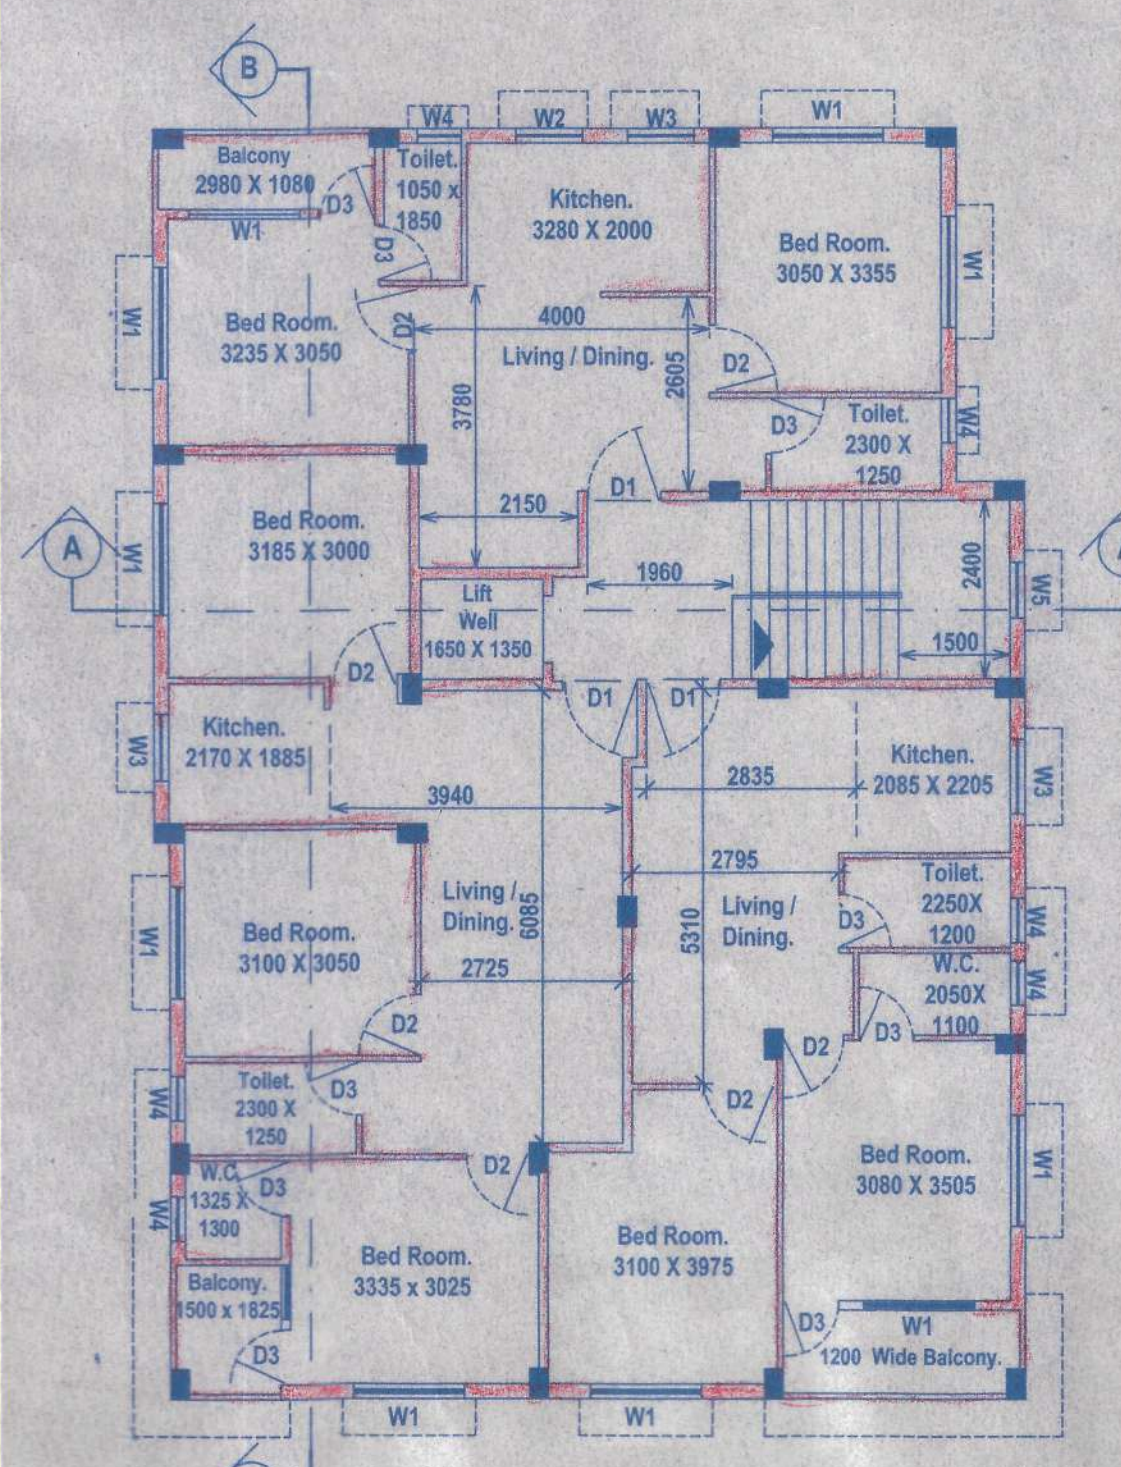 B
W4
W2
W3
W1
Balcony
2980 X 1080
D3
W1
Toilet.
1050 x
1850
D3
Kitchen.
3280 X 2000
Bed Room.
3050 X 3355
W1
W1
Bed Room.
3235 X 3050
D2
4000
Living / Dining.
2605
D2
3780
D3
Toilet.
2300 X
1250
W4
D1
2150
Bed Room.
3185 X 3000
A
W1
1960
2400
W5
1500
Lift
Well
1650 X 1350
D2
D1
D1
Kitchen.
2170 X 1885
W3
3940
2835
Kitchen.
2085 X 2205
W3
2795
Living /
Dining.
6085
2725
Living /
Dining.
5310
Toilet.
2250X
1200
D3
W4
W.C.
2050X
1100
W4
D3
D2
Bed Room.
3100 X 3050
W1
D2
Toilet.
2300 X
1250
D3
W4
D2
D2
W.C.
1325 X
1300
D3
W4
Bed Room.
3080 X 3505
W1
Bed Room.
3335 x 3025
Bed Room.
3100 X 3975
Balcony.
1500 x 1825
D3
D3
W1
1200 Wide Balcony.
W1
W1